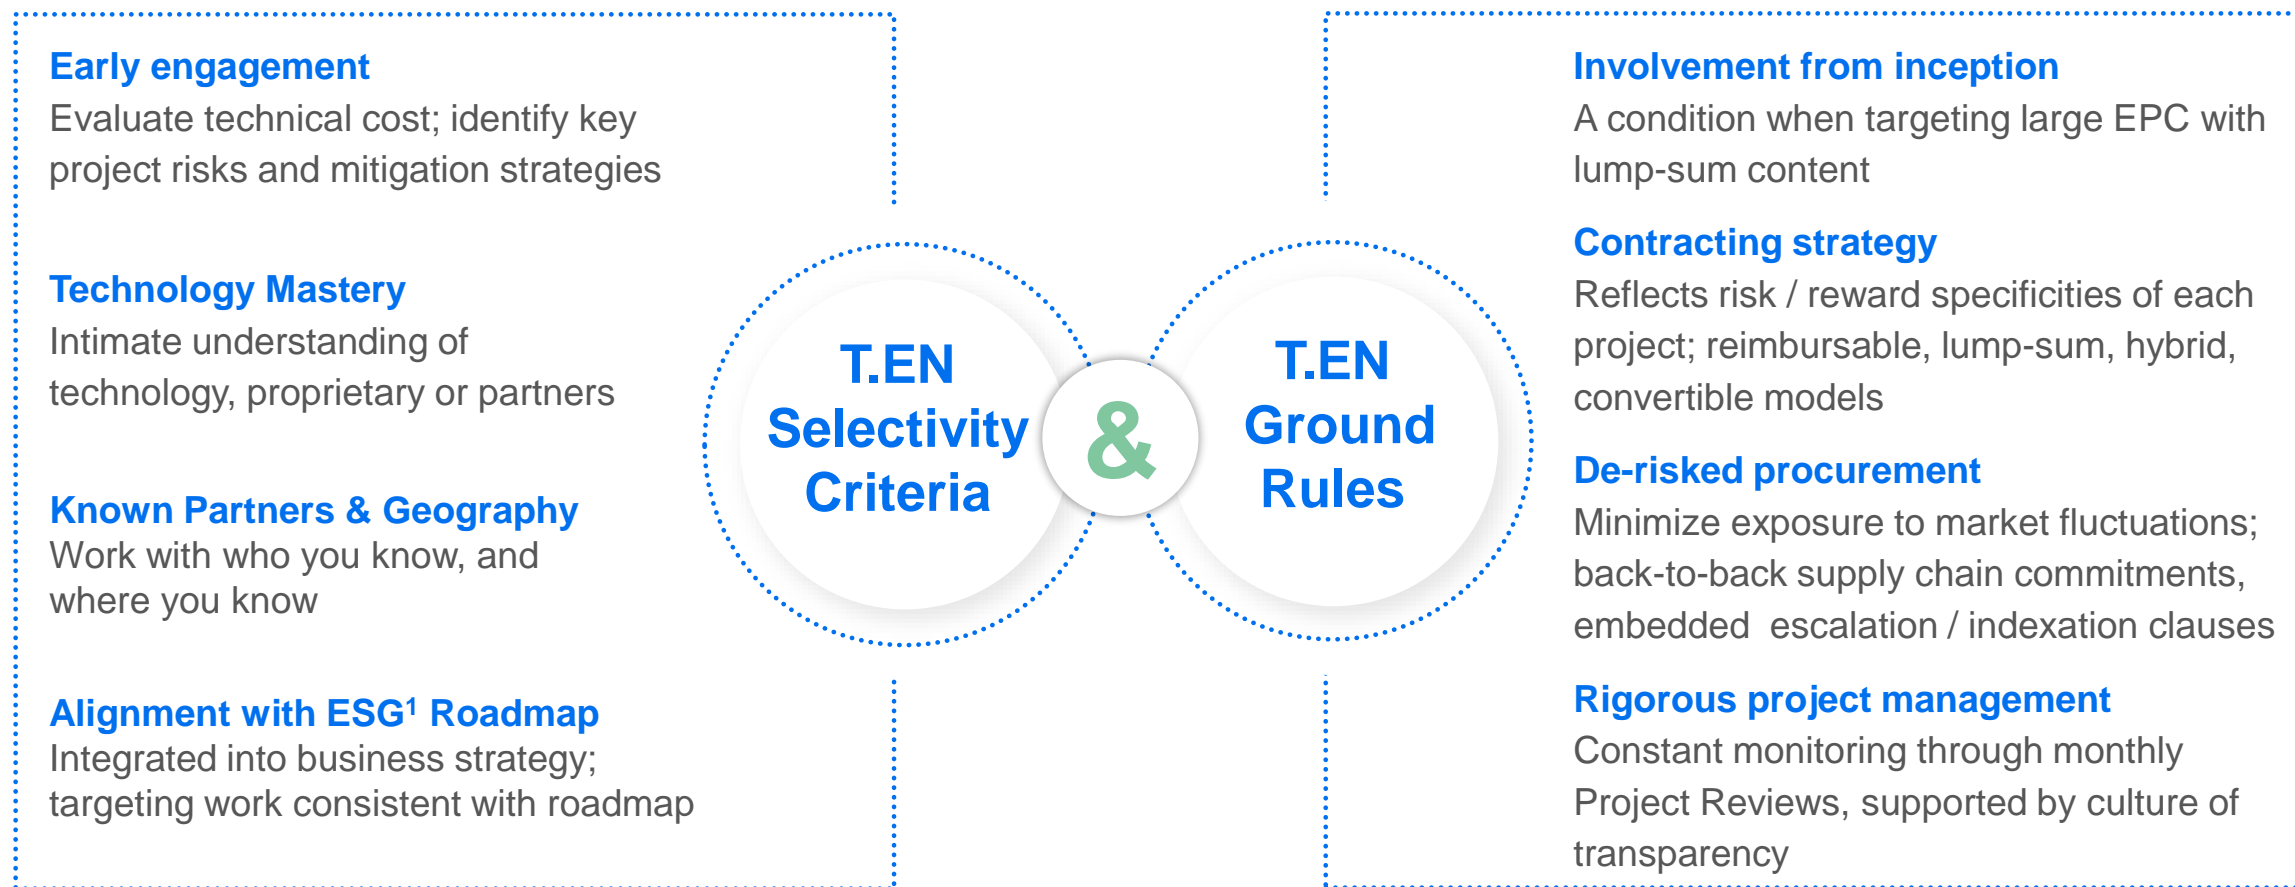 Early engagement
Evaluate technical cost; identify key
project risks and mitigation strategies
Technology Mastery
Intimate understanding of
technology, proprietary or partners
Known Partners & Geography
Work with who you know, and
where you know
Alignment with ESG¹ Roadmap
Integrated into business strategy;
targeting work consistent with roadmap
T.EN
Selectivity
Criteria
&
T.EN
Ground
Rules
Involvement from inception
A condition when targeting large EPC with
lump-sum content
Contracting strategy
Reflects risk / reward specificities of each
project; reimbursable, lump-sum, hybrid,
convertible models
De-risked procurement
Minimize exposure to market fluctuations;
back-to-back supply chain commitments,
embedded escalation / indexation clauses
Rigorous project management
Constant monitoring through monthly
Project Reviews, supported by culture of
transparency